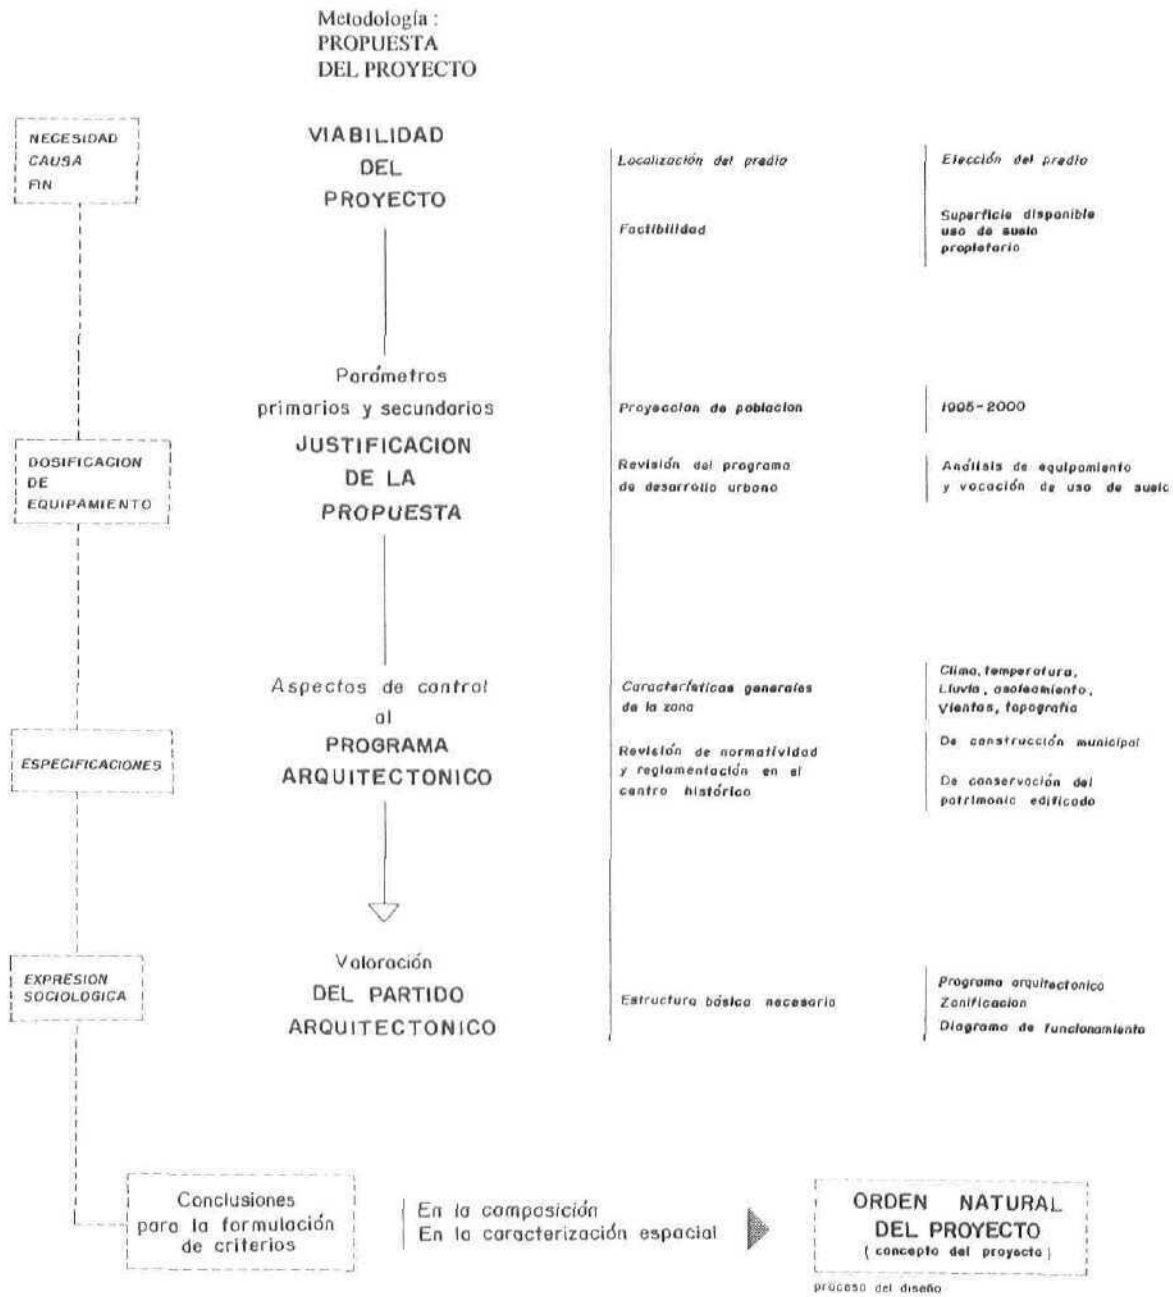 Metodología :
PROPUESTA
DEL PROYECTO
NECESIDAD
CAUSA
FIN
VIABILIDAD
DEL
PROYECTO
Localización del predio
Elección del predio
Factibilidad
Superficie disponible
uso de suelo
propietario
Parámetros
primarios y secundarios
JUSTIFICACION
DE LA
PROPUESTA
Proyeccion de poblacion
1995-2000
DOSIFICACION
DE
EQUIPAMIENTO
Revisión del programa
de desarrollo urbano
Análisis de equipamiento
y vocación de uso de suelo
Aspectos de control
al
PROGRAMA
ARQUITECTONICO
Características generales
de la zona
Clima, temperatura,
Lluvia, asoleamiento,
Vientos, topografía
ESPECIFICACIONES
Revisión de normatividad
y reglamentación en el
centro histórico
De construcción municipal
De conservación del
patrimonio edificado
EXPRESION
SOCIOLOGICA
Valoración
DEL PARTIDO
ARQUITECTONICO
Estructura básica necesaria
Programa arquitectonico
Zonificacion
Diagrama de funcionamiento
Conclusiones
para la formulación
de criterios
En la composición
En la caracterización espacial
ORDEN NATURAL
DEL PROYECTO
( concepto del proyecto )
proceso del diseño